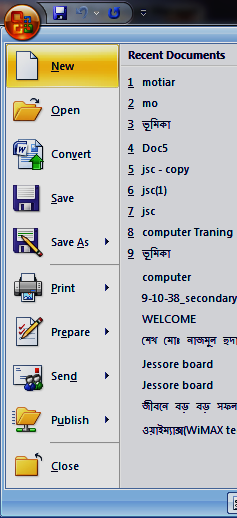 New
Open
Convert
Save
Save As
Print
Prepare
Send
Publish
Close
Recent Documents
1 motiar
2 mo
3 ভূমিকা
4 Doc5
5 jsc - copy
6 jsc(1)
7 jsc
8 computer Traning
9 ভূমিকা
computer
9-10-38_secondary
WELCOME
শেখ মোঃ নাজমুল হুদা
Jessore board
Jessore board
জীবনে বড় বড় সফল
ওয়াইম্যাক্স(WiMAX te